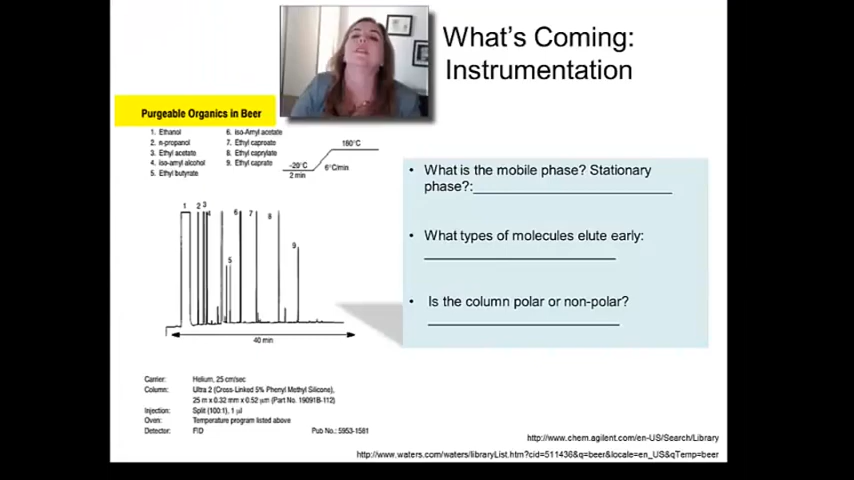 What's Coming:
Instrumentation
Purgeable Organics in Beer
1. Ethanol
2. n-propanol
3. Ethyl acetate
4. iso-amyl alcohol
5. Ethyl butyrate
6. iso-Amyl acetate
7. Ethyl caproate
8. Ethyl caprylate
9. Ethyl caprate
160°C
-20°C
6°C/min
2 min
• What is the mobile phase? Stationary
phase?:
• What types of molecules elute early:
• Is the column polar or non-polar?
1 2 3
4
5
6
7
8
9
40 min
Carrier: Helium, 25 cm/sec
Column: Ultra 2 (Cross-Linked 5% Phenyl Methyl Silicone),
25 m x 0.32 mm x 0.52 µm (Part No. 19091B-112)
Injection: Split (100:1), 1 µl
Oven: Temperature program listed above
Detector: FID Pub No.: 5953-1581
http://www.chem.agilent.com/en-US/Search/Library
http://www.waters.com/waters/libraryList.htm?cid=511436&q=beer&locale=en_US&qTemp=beer